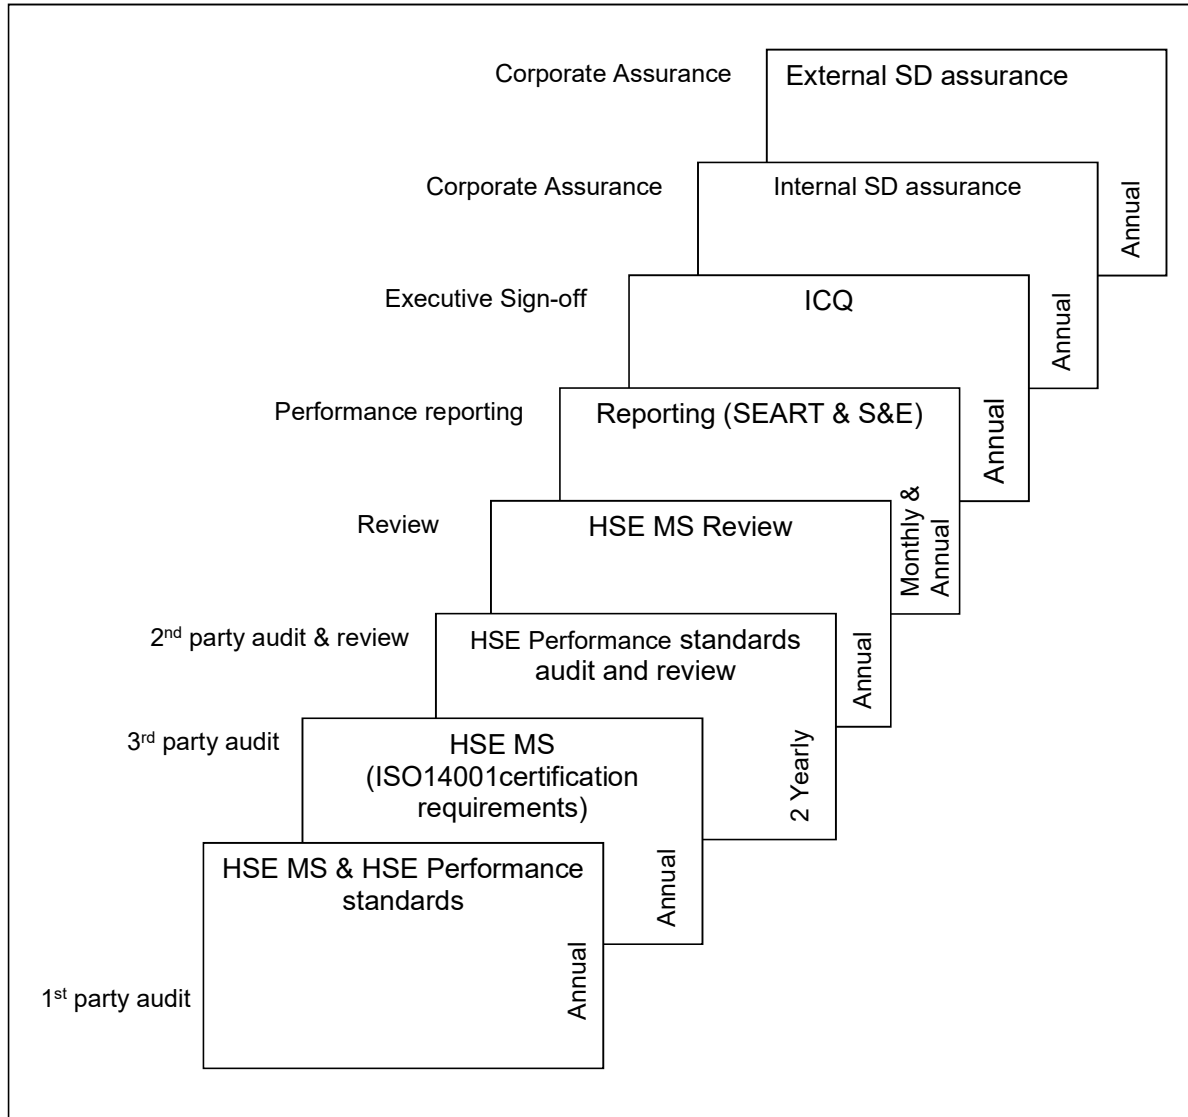 Corporate Assurance
External SD assurance
Annual
Corporate Assurance
Internal SD assurance
Annual
Executive Sign-off
ICQ
Annual
Performance reporting
Reporting (SEART & S&E)
Monthly &
Annual
Review
HSE MS Review
Annual
2nd party audit & review
HSE Performance standards
audit and review
2 Yearly
3rd party audit
HSE MS
(ISO14001certification
requirements)
Annual
HSE MS & HSE Performance
standards
Annual
1st party audit